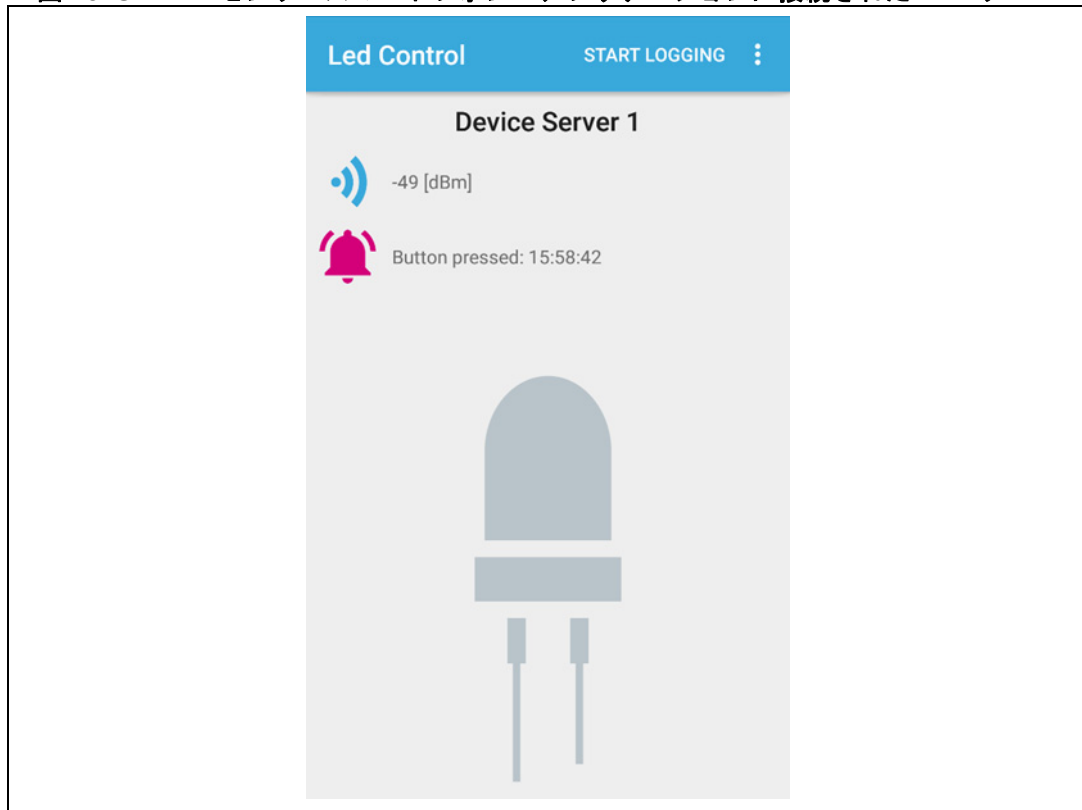 Led Control
START LOGGING
Device Server 1
-49 [dBm]
Button pressed: 15:58:42